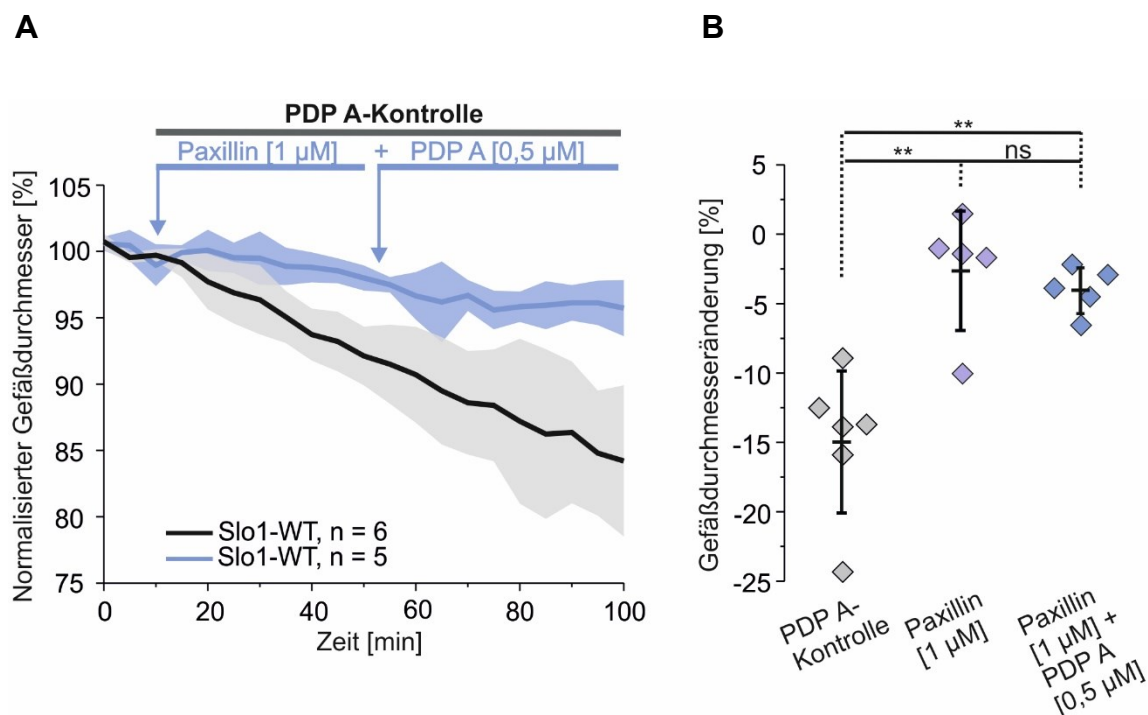 A
B
PDP A-Kontrolle
Paxillin [1 µM] + PDP A [0,5 µM]
Normalisierter Gefäßdurchmesser [%]
105
100
95
90
85
80
75
Slo1-WT, n = 6
Slo1-WT, n = 5
0
20
40
60
80
100
Zeit [min]
**
**
ns
Gefäßdurchmesseränderung [%]
5
0
-5
-10
-15
-20
-25
PDP A-
Kontrolle
Paxillin
[1 µM]
Paxillin
[1 µM] +
PDP A
[0,5 µM]